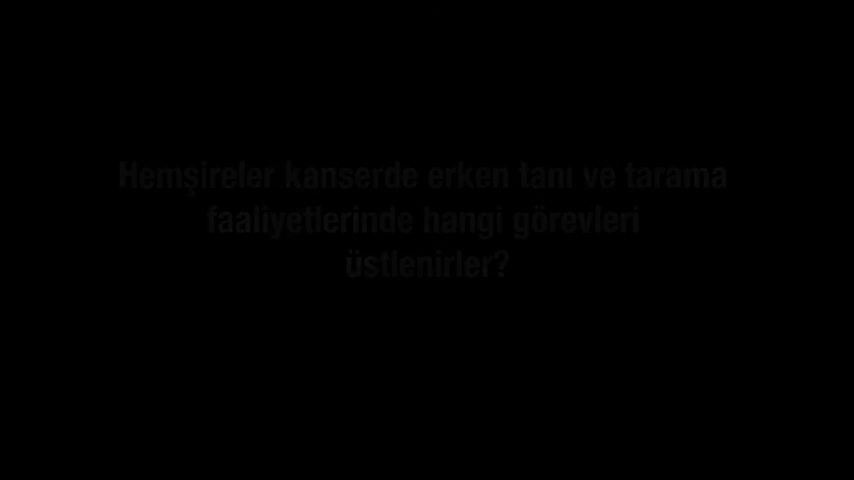 Hemşireler kanserde erken tanı ve tarama
faaliyetlerinde hangi görevleri
üstlenirler?